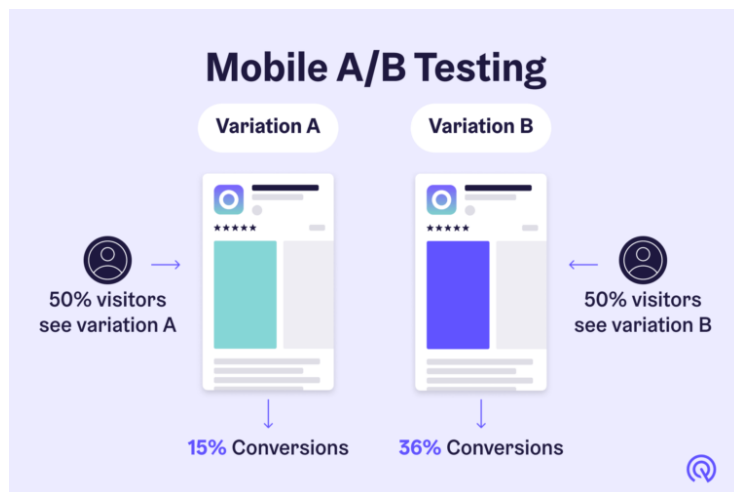 Mobile A/B Testing
Variation A
Variation B
50% visitors
see variation A
50% visitors
see variation B
15% Conversions
36% Conversions